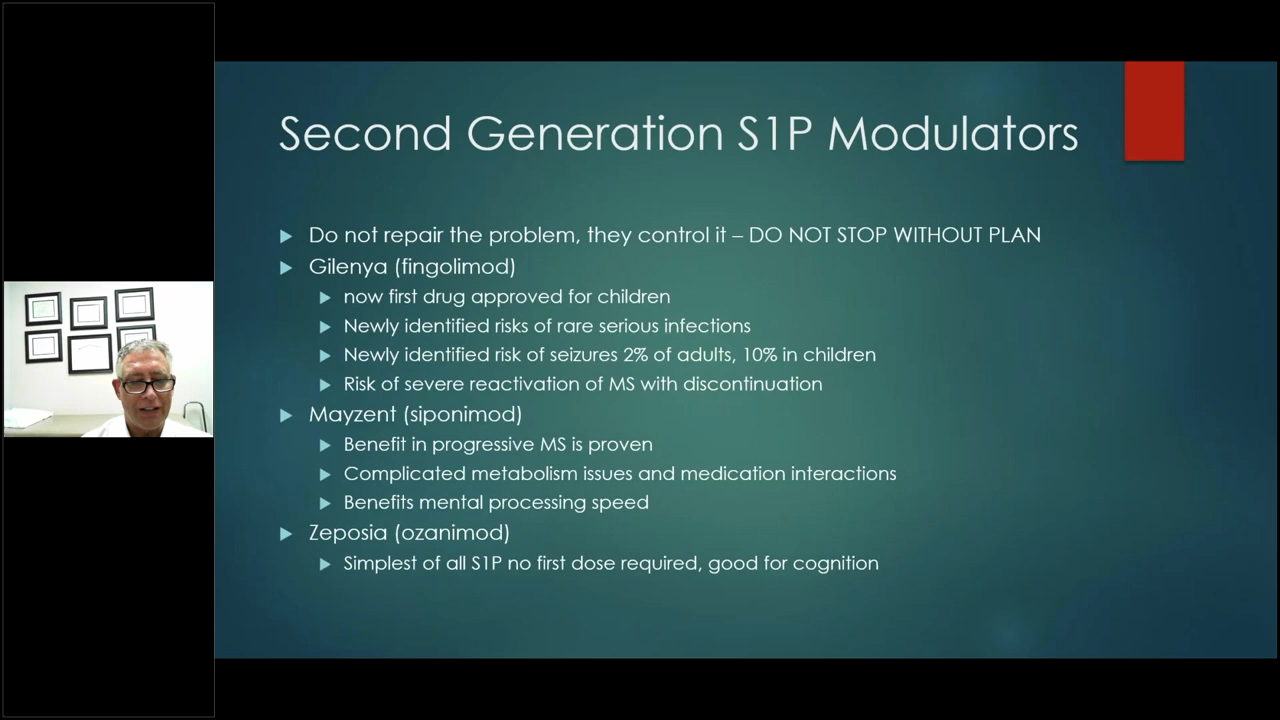 Second Generation S1P Modulators
Do not repair the problem, they control it – DO NOT STOP WITHOUT PLAN
Gilenya (fingolimod)
now first drug approved for children
Newly identified risks of rare serious infections
Newly identified risk of seizures 2% of adults, 10% in children
Risk of severe reactivation of MS with discontinuation
Mayzent (siponimod)
Benefit in progressive MS is proven
Complicated metabolism issues and medication interactions
Benefits mental processing speed
Zeposia (ozanimod)
Simplest of all S1P no first dose required, good for cognition